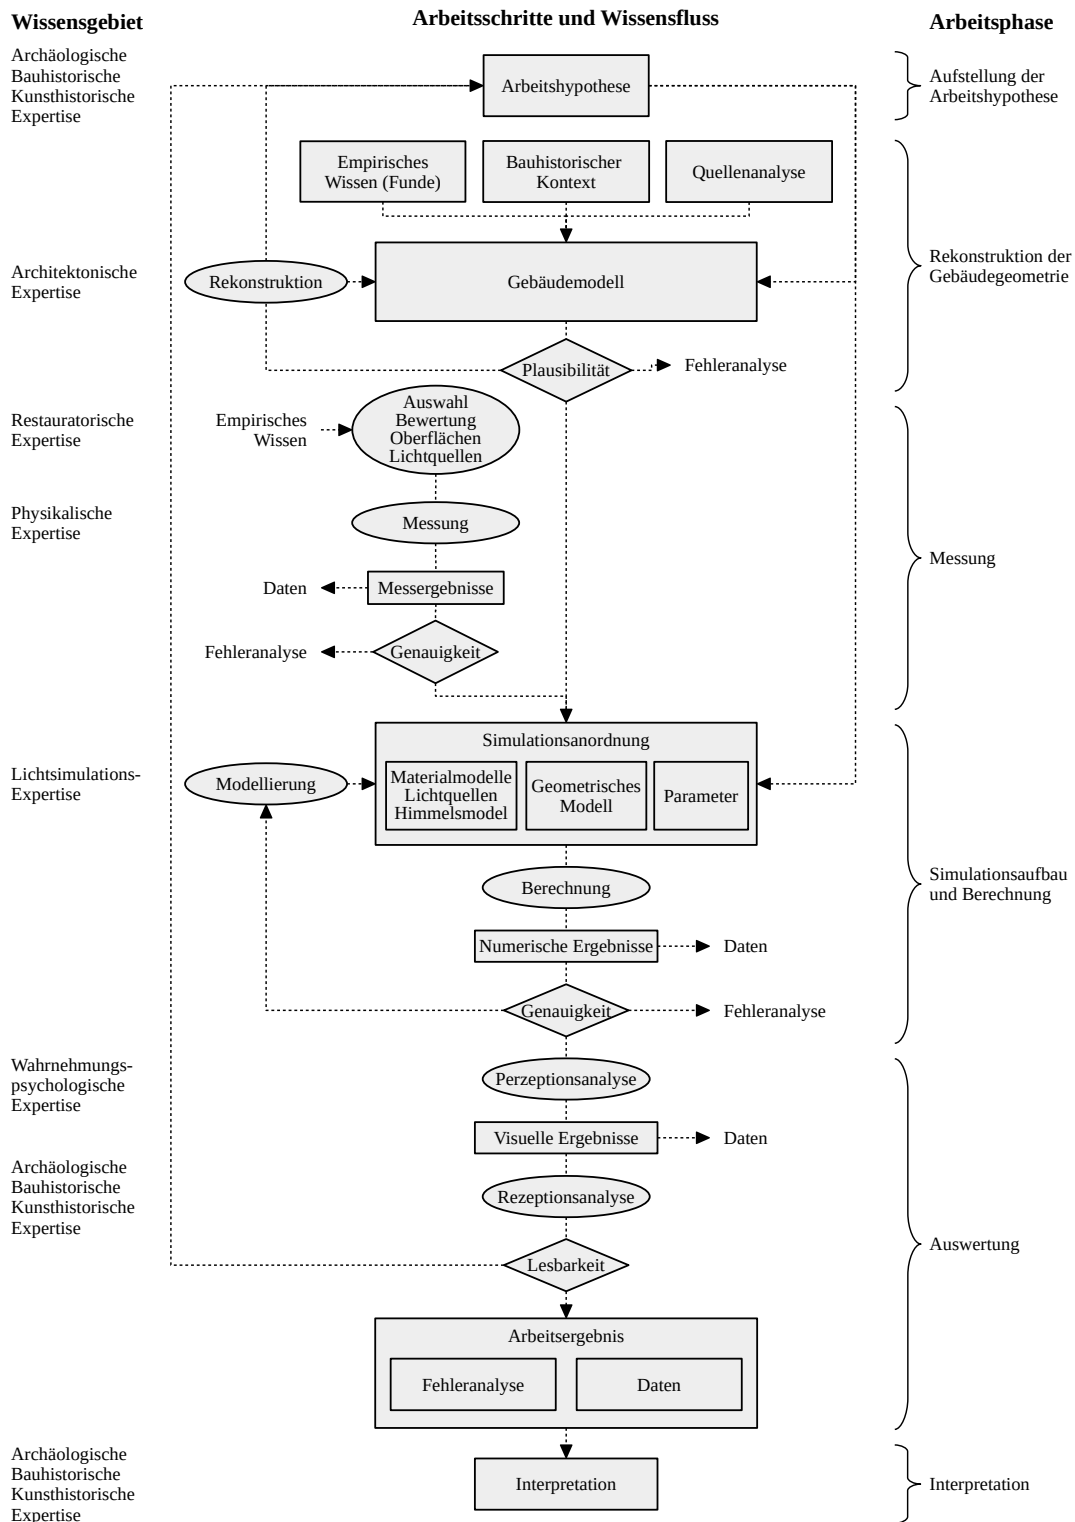 Wissensgebiet
Arbeitsschritte und Wissensfluss
Arbeitsphase
Archäologische
Bauhistorische
Kunsthistorische
Expertise
Arbeitshypothese
Aufstellung der
Arbeitshypothese
Empirisches
Wissen (Funde)
Bauhistorischer
Kontext
Quellenanalyse
Architektonische
Expertise
Rekonstruktion
Gebäudemodell
Rekonstruktion der
Gebäudegeometrie
Plausibilität
Fehleranalyse
Restauratorische
Expertise
Empirisches
Wissen
Auswahl
Bewertung
Oberflächen
Lichtquellen
Physikalische
Expertise
Messung
Messung
Daten
Messergebnisse
Fehleranalyse
Genauigkeit
Simulationsanordnung
Lichtsimulations-
Expertise
Modellierung
Materialmodelle
Lichtquellen
Himmelsmodel
Geometrisches
Modell
Parameter
Berechnung
Simulationsaufbau
und Berechnung
Numerische Ergebnisse
Daten
Genauigkeit
Fehleranalyse
Wahrnehmungs-
psychologische
Expertise
Perzeptionsanalyse
Visuelle Ergebnisse
Daten
Archäologische
Bauhistorische
Kunsthistorische
Expertise
Rezeptionsanalyse
Auswertung
Lesbarkeit
Arbeitsergebnis
Fehleranalyse
Daten
Archäologische
Bauhistorische
Kunsthistorische
Expertise
Interpretation
Interpretation